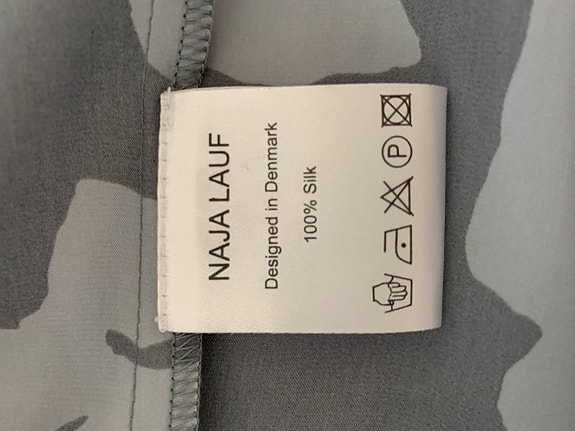 NAJA LAUF
Designed in Denmark
100% Silk
P